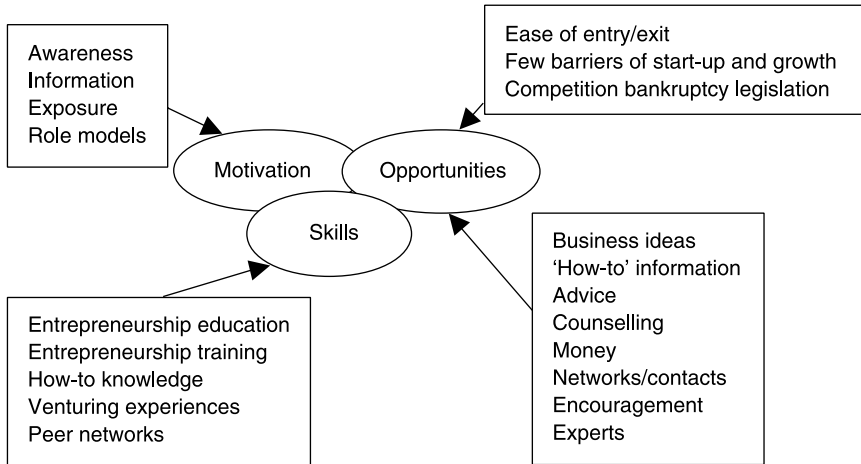 Awareness
Information
Exposure
Role models
Ease of entry/exit
Few barriers of start-up and growth
Competition bankruptcy legislation
Motivation
Opportunities
Skills
Entrepreneurship education
Entrepreneurship training
How-to knowledge
Venturing experiences
Peer networks
Business ideas
‘How-to’ information
Advice
Counselling
Money
Networks/contacts
Encouragement
Experts